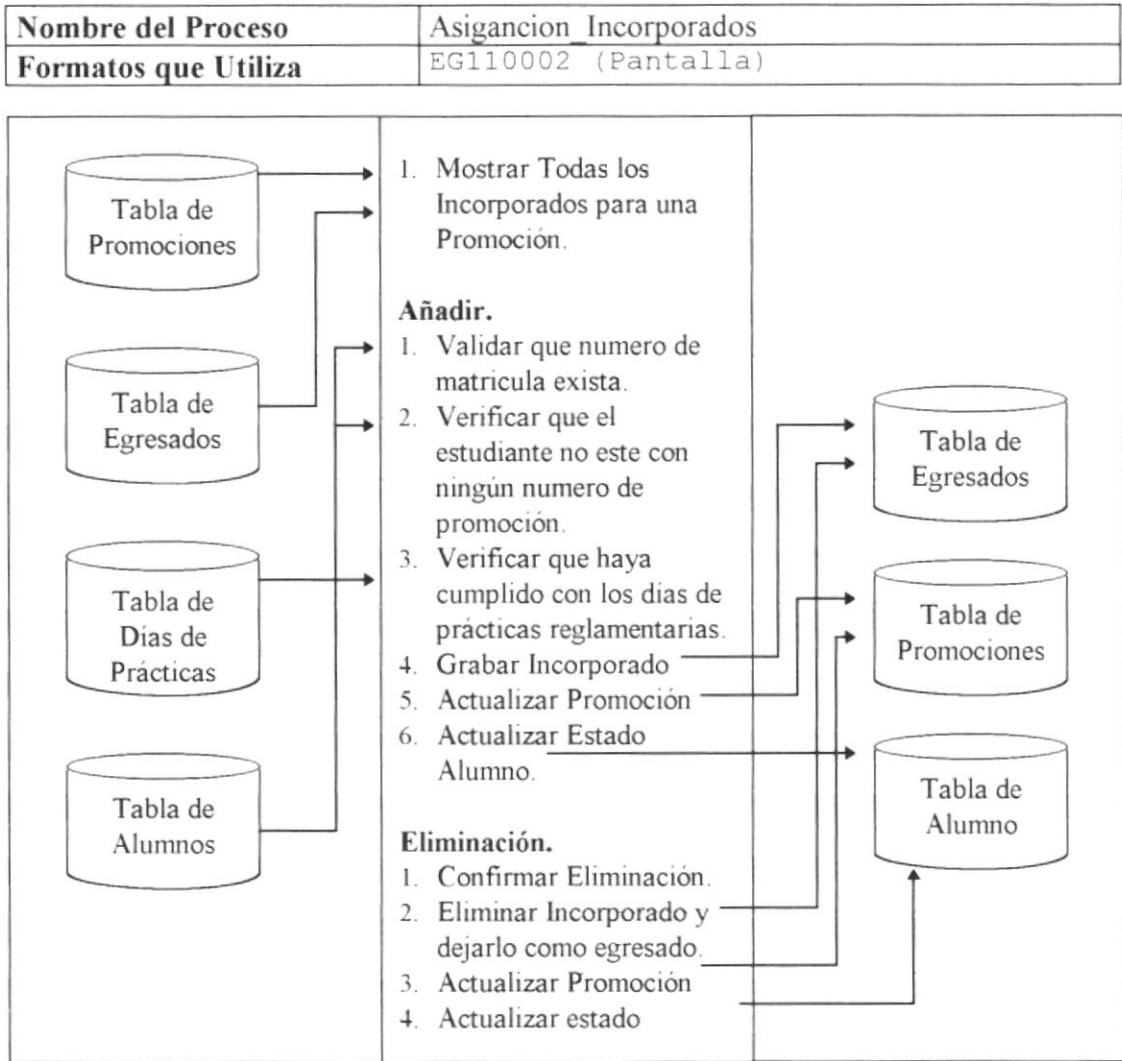 Nombre del Proceso
Asigancion_Incorporados
Formatos que Utiliza
EG110002 (Pantalla)
Tabla de
Promociones
Tabla de
Egresados
Tabla de
Días de
Prácticas
Tabla de
Alumnos
1. Mostrar Todas los
Incorporados para una
Promoción.
Añadir.
1. Validar que numero de
matricula exista.
2. Verificar que el
estudiante no este con
ningún numero de
promoción.
3. Verificar que haya
cumplido con los días de
prácticas reglamentarias.
4. Grabar Incorporado
5. Actualizar Promoción
6. Actualizar Estado
Alumno.
Eliminación.
1. Confirmar Eliminación.
2. Eliminar Incorporado y
dejarlo como egresado.
3. Actualizar Promoción
4. Actualizar estado
Tabla de
Egresados
Tabla de
Promociones
Tabla de
Alumno